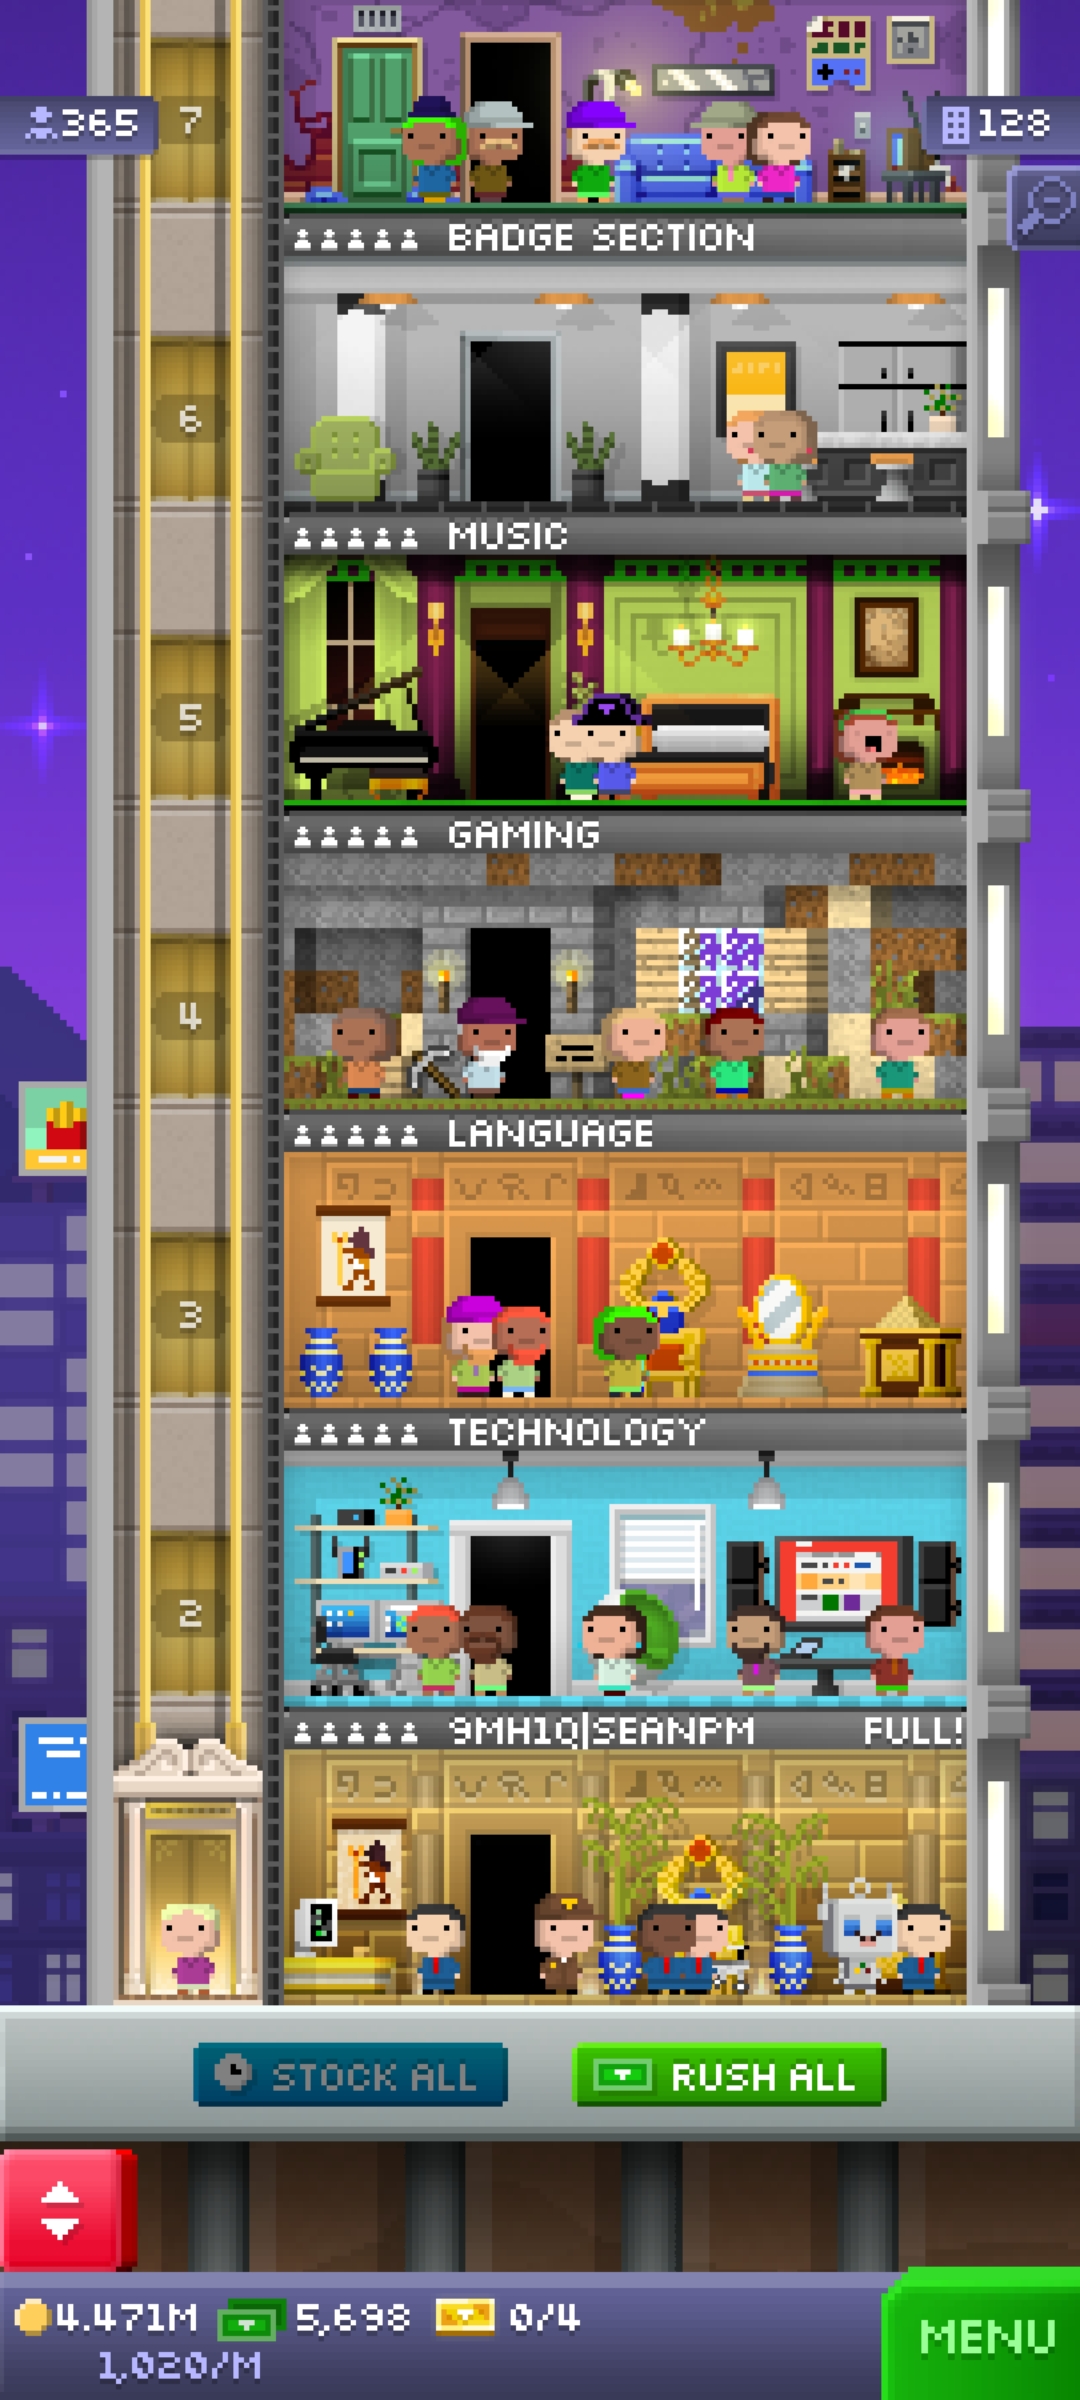 365
7
128
BADGE SECTION
6
MUSIC
5
GAMING
4
LANGUAGE
3
TECHNOLOGY
2
9MH1Q|SEANPM FULL!
STOCK ALL
RUSH ALL
4.471M 5,698 0/4
1,020/M
MENU